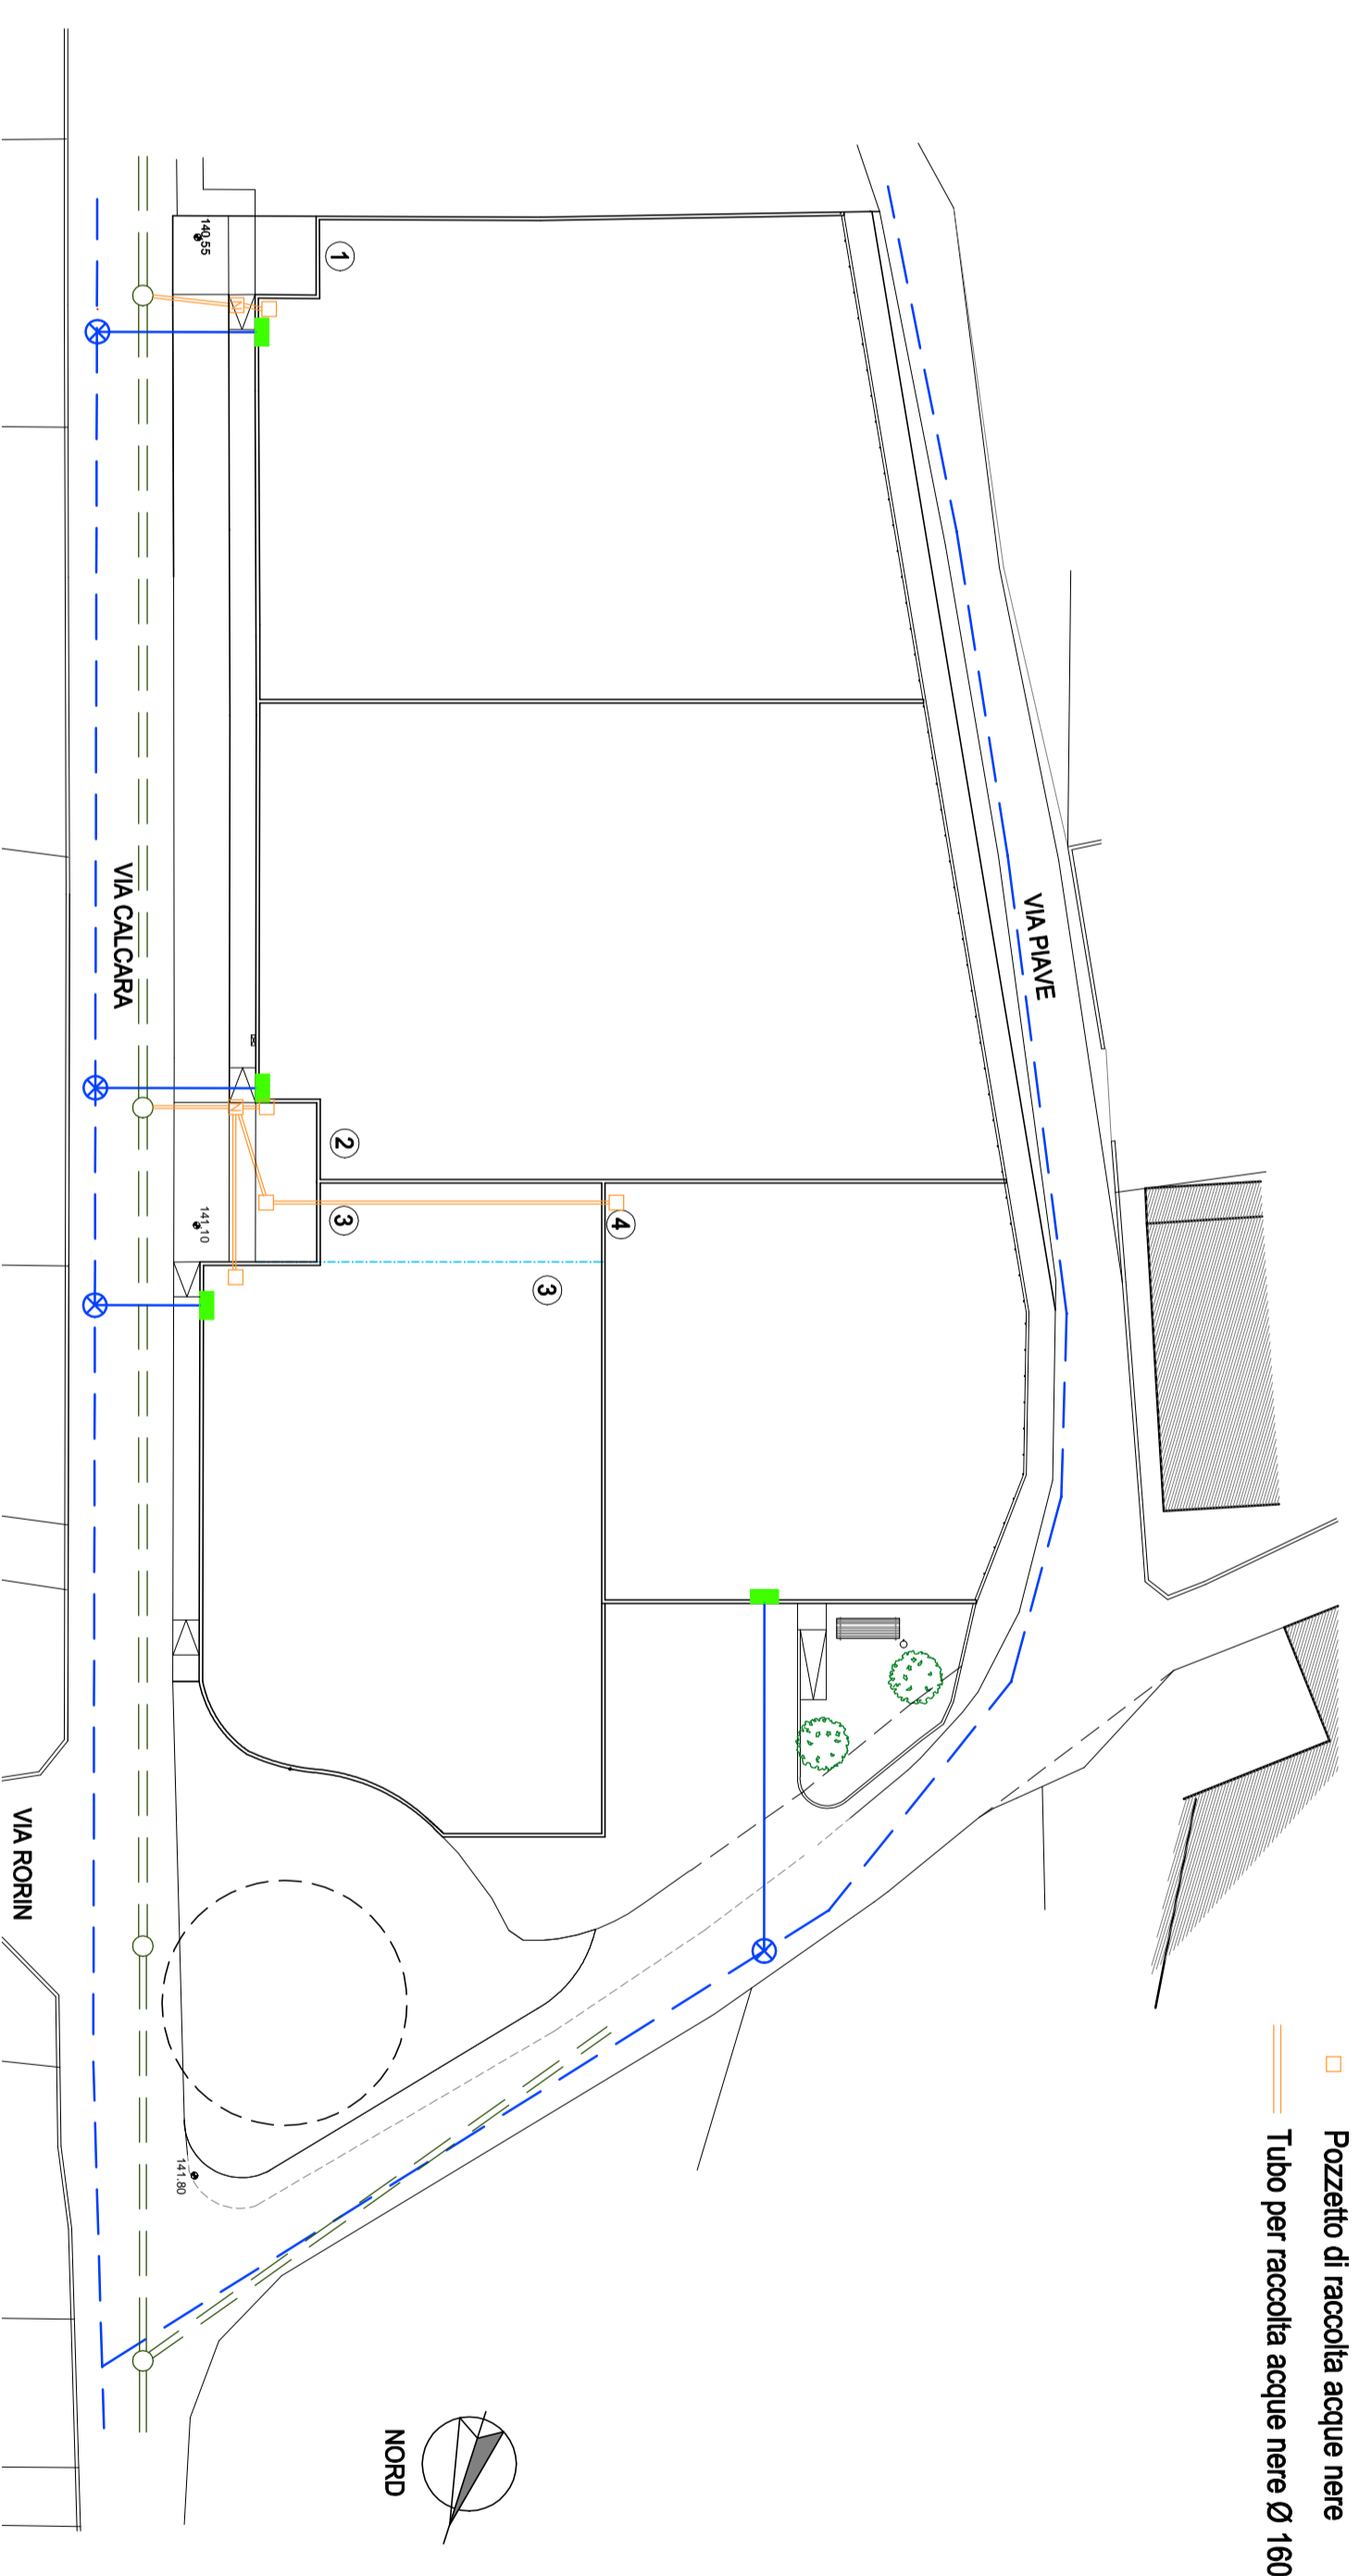 Pozzetto di raccolta acque nere
Tubo per raccolta acque nere Ø 160
VIA PIAVE
4
3
1
2
3
140.55
141.10
141.80
VIA CALCARA
VIA RORIN
NORD
N
N